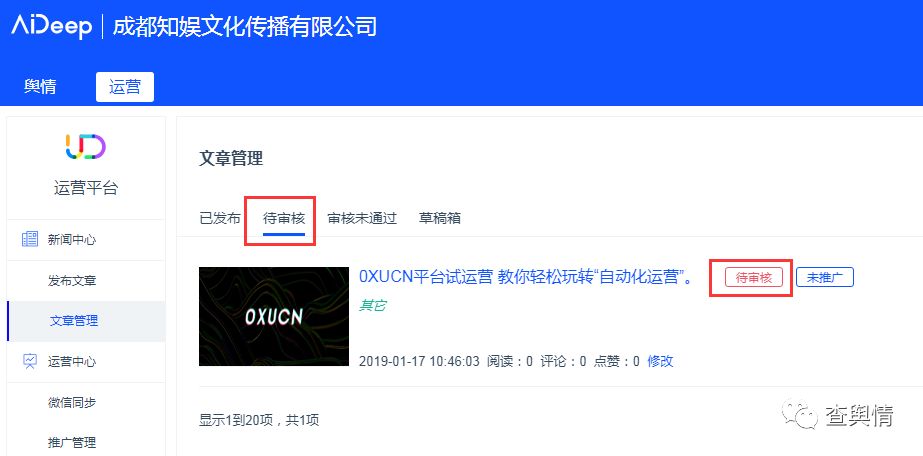 AiDeep 成都知娱文化传播有限公司
舆情 运营
运营平台
新闻中心
发布文章
文章管理
运营中心
微信同步
推广管理
文章管理
已发布 待审核 审核未通过 草稿箱
0XUCN
0XUCN平台试运营 教你轻松玩转“自动化运营”。 待审核 未推广
其它
2019-01-17 10:46:03 阅读：0 评论：0 点赞：0 修改
显示1到20项，共1项
查舆情